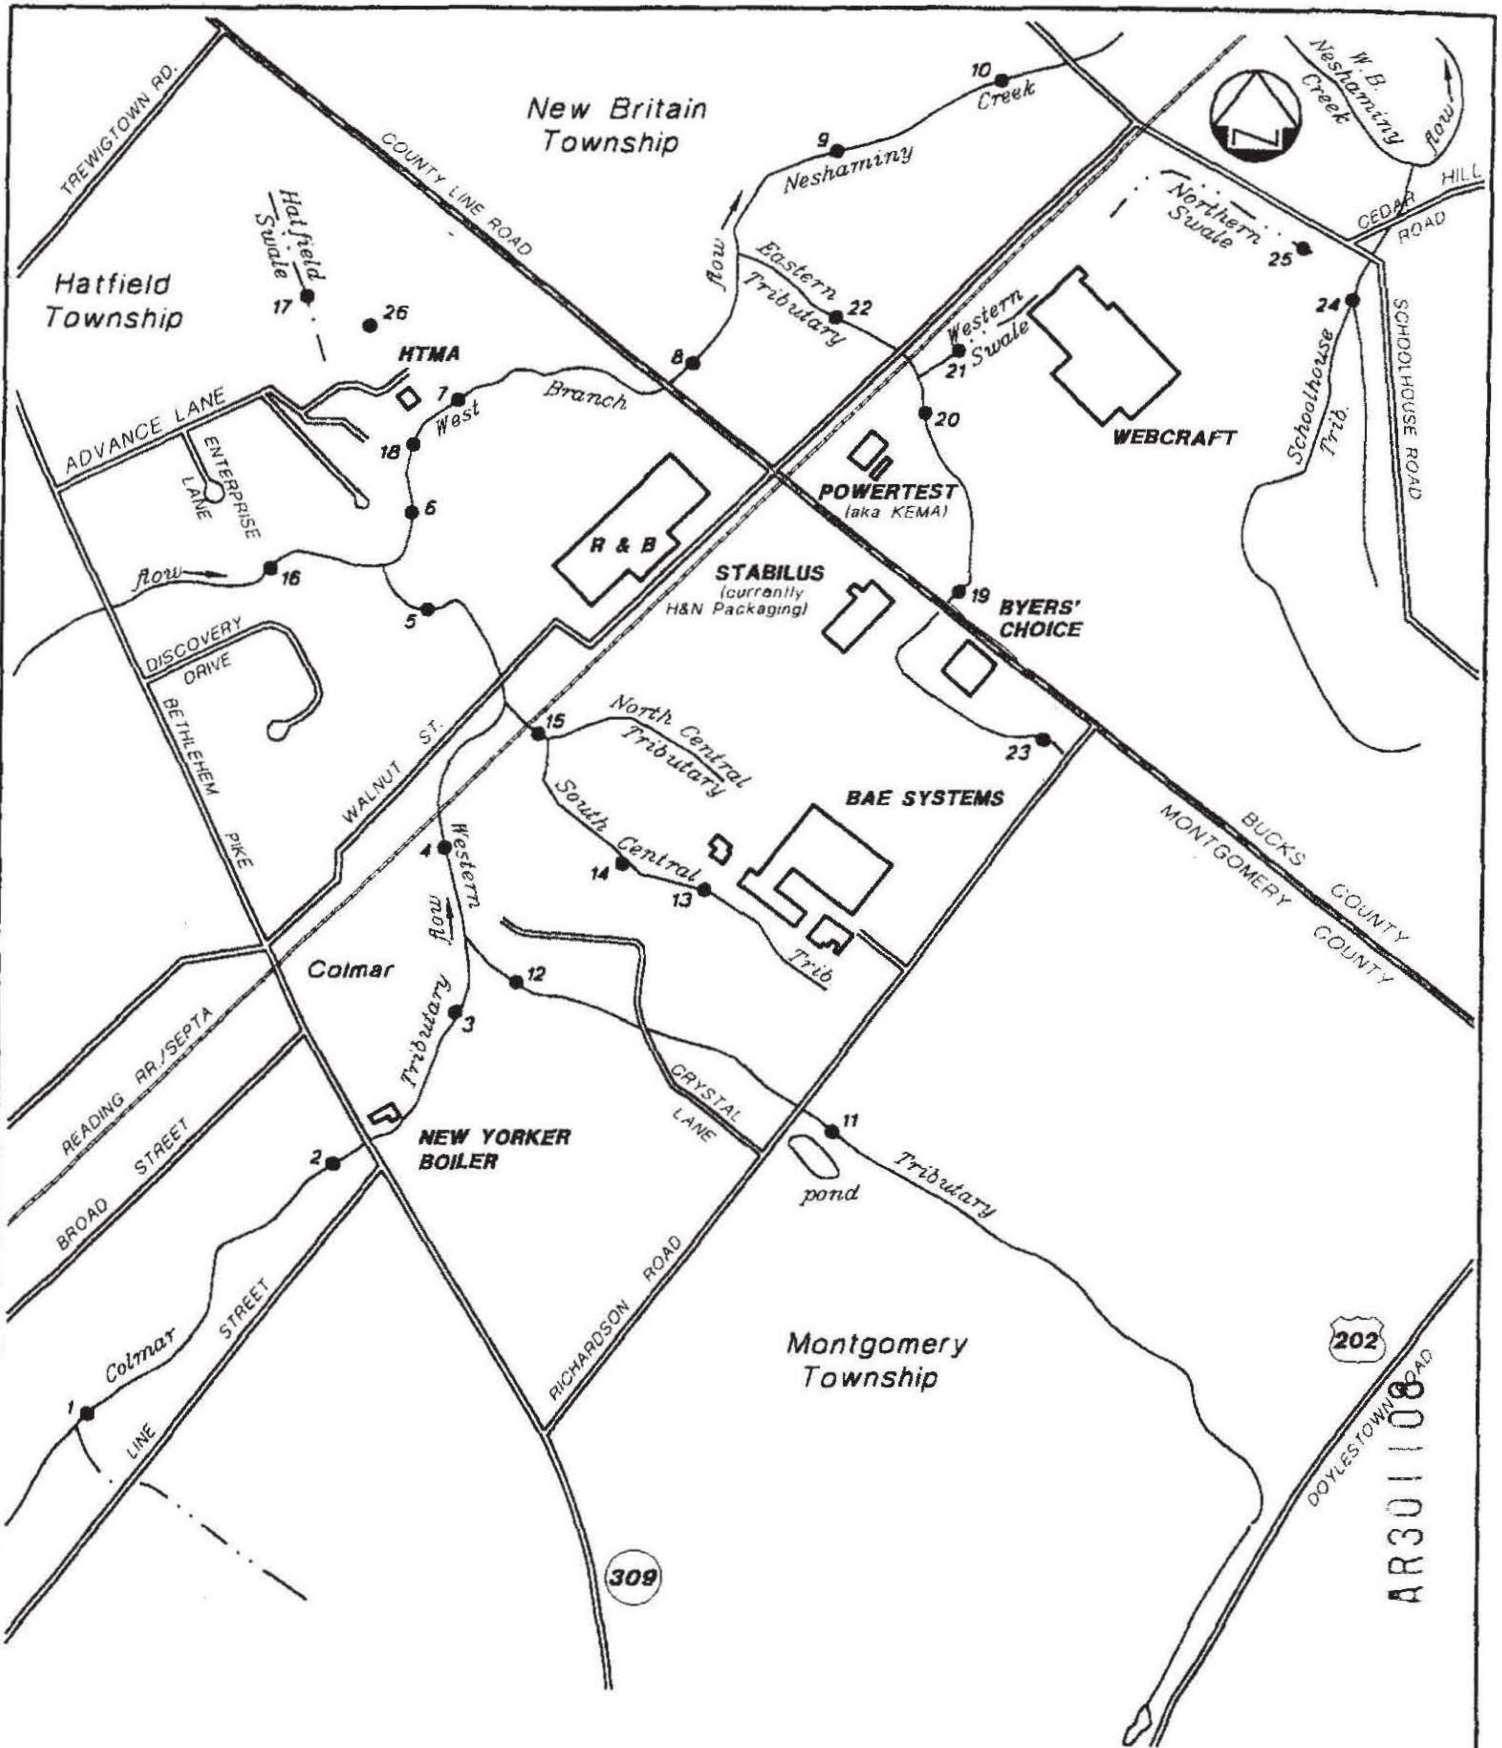 TREWIGTOWN RD.
New Britain
Township
COUNTY LINE ROAD
10
Creek
9
Neshaminy
flow
W.B.
Neshaminy
Creek
flow
N
CEDAR HILL
ROAD
Northern
Swale
25
24
Hatfield
Swale
17
26
Hatfield
Township
HTMA
Eastern
Tributary
22
Western
Swale
21
20
8
7
West
Branch
18
6
ADVANCE LANE
ENTERPRISE
LANE
WEBCRAFT
Schoolhouse
Trib.
SCHOOLHOUSE ROAD
POWERTEST
(aka KEMA)
R & B
STABILUS
(currently
H&N Packaging)
19
BYERS'
CHOICE
flow
16
5
DISCOVERY
DRIVE
BETHLEHEM
PIKE
WALNUT ST.
15
North Central
Tributary
23
BAE SYSTEMS
South
Central
Trib.
14
13
BUCKS COUNTY
MONTGOMERY COUNTY
4
Western
flow
Tributary
3
12
Colmar
READING RR./SEPTA
BROAD STREET
CRYSTAL
LANE
NEW YORKER
BOILER
2
11
pond
Tributary
Colmar
1
LINE STREET
RICHARDSON ROAD
Montgomery
Township
202
DOYLESTOWN ROAD
309
AR301108